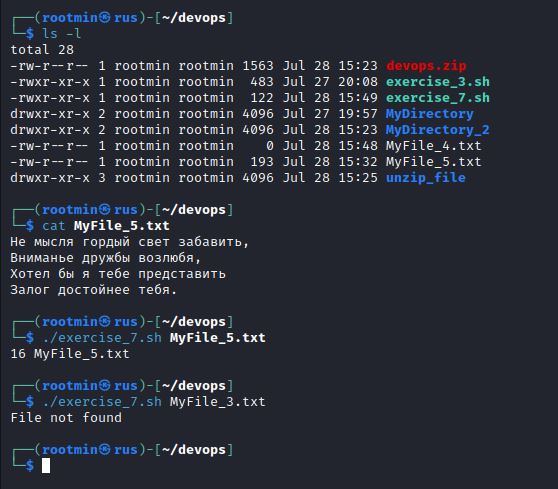 ┌──(rootmin㉿rus)-[~/devops]
└─$ ls -l
total 28
-rw-r--r-- 1 rootmin rootmin 1563 Jul 28 15:23 devops.zip
-rwxr-xr-x 1 rootmin rootmin  483 Jul 27 20:08 exercise_3.sh
-rwxr-xr-x 1 rootmin rootmin  122 Jul 28 15:49 exercise_7.sh
drwxr-xr-x 2 rootmin rootmin 4096 Jul 27 19:57 MyDirectory
drwxr-xr-x 2 rootmin rootmin 4096 Jul 28 15:23 MyDirectory_2
-rw-r--r-- 1 rootmin rootmin    0 Jul 28 15:48 MyFile_4.txt
-rw-r--r-- 1 rootmin rootmin  193 Jul 28 15:32 MyFile_5.txt
drwxr-xr-x 3 rootmin rootmin 4096 Jul 28 15:25 unzip_file
┌──(rootmin㉿rus)-[~/devops]
└─$ cat MyFile_5.txt
Не мысля гордый свет забавить,
Вниманье дружбы возлюбя,
Хотел бы я тебе представить
Залог достойнее тебя.
┌──(rootmin㉿rus)-[~/devops]
└─$ ./exercise_7.sh MyFile_5.txt
16 MyFile_5.txt
┌──(rootmin㉿rus)-[~/devops]
└─$ ./exercise_7.sh MyFile_3.txt
File not found
┌──(rootmin㉿rus)-[~/devops]
└─$